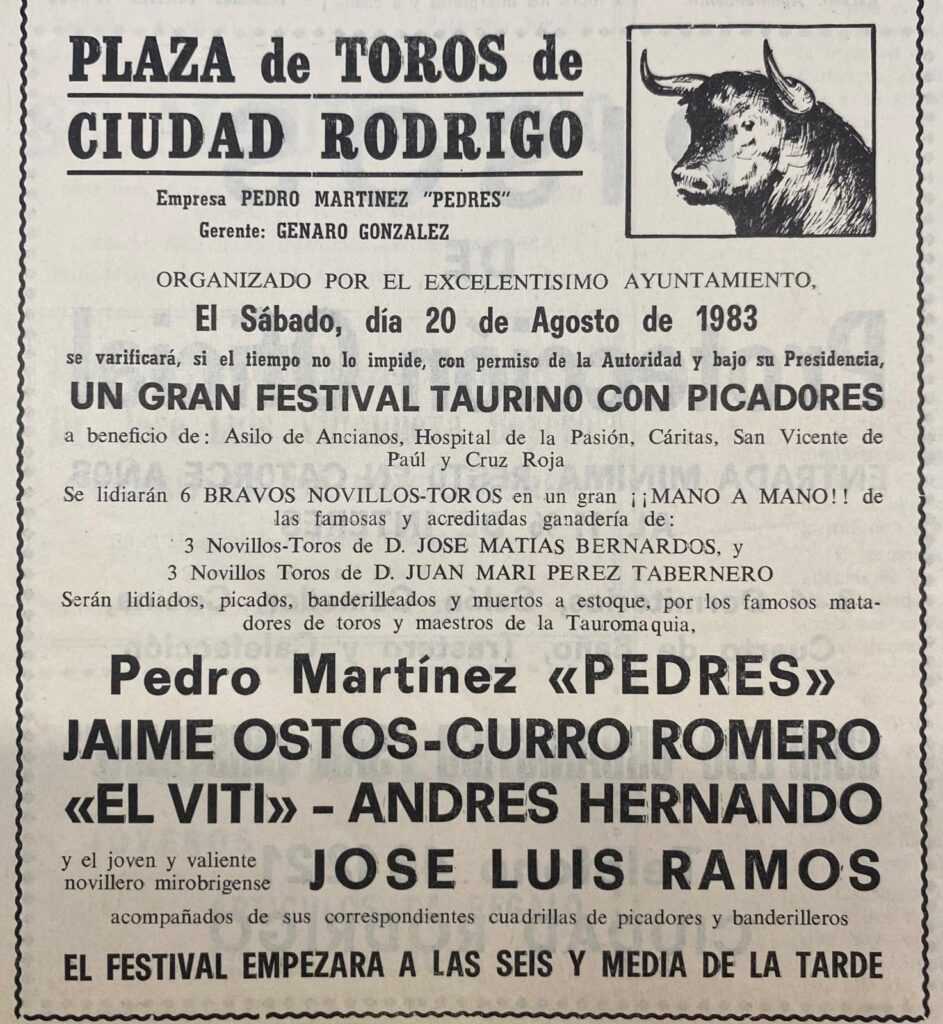 PLAZA de TOROS de
CIUDAD RODRIGO
Empresa PEDRO MARTINEZ "PEDRES"
Gerente: GENARO GONZALEZ
ORGANIZADO POR EL EXCELENTISIMO AYUNTAMIENTO,
El Sábado, día 20 de Agosto de 1983
se varificará, si el tiempo no lo impide, con permiso de la Autoridad y bajo su Presidencia,
UN GRAN FESTIVAL TAURINO CON PICADORES
a beneficio de: Asilo de Ancianos, Hospital de la Pasión, Cáritas, San Vicente de
Paúl y Cruz Roja
Se lidiarán 6 BRAVOS NOVILLOS-TOROS en un gran ¡¡MANO A MANO!! de
las famosas y acreditadas ganadería de:
3 Novillos-Toros de D. JOSE MATIAS BERNARDOS, y
3 Novillos Toros de D. JUAN MARI PEREZ TABERNERO
Serán lidiados, picados, banderilleados y muertos a estoque, por los famosos mata-
dores de toros y maestros de la Tauromaquia,
Pedro Martínez «PEDRES»
JAIME OSTOS-CURRO ROMERO
«EL VITI» - ANDRES HERNANDO
y el joven y valiente
novillero mirobrigense JOSE LUIS RAMOS
acompañados de sus correspondientes cuadrillas de picadores y banderilleros
EL FESTIVAL EMPEZARA A LAS SEIS Y MEDIA DE LA TARDE